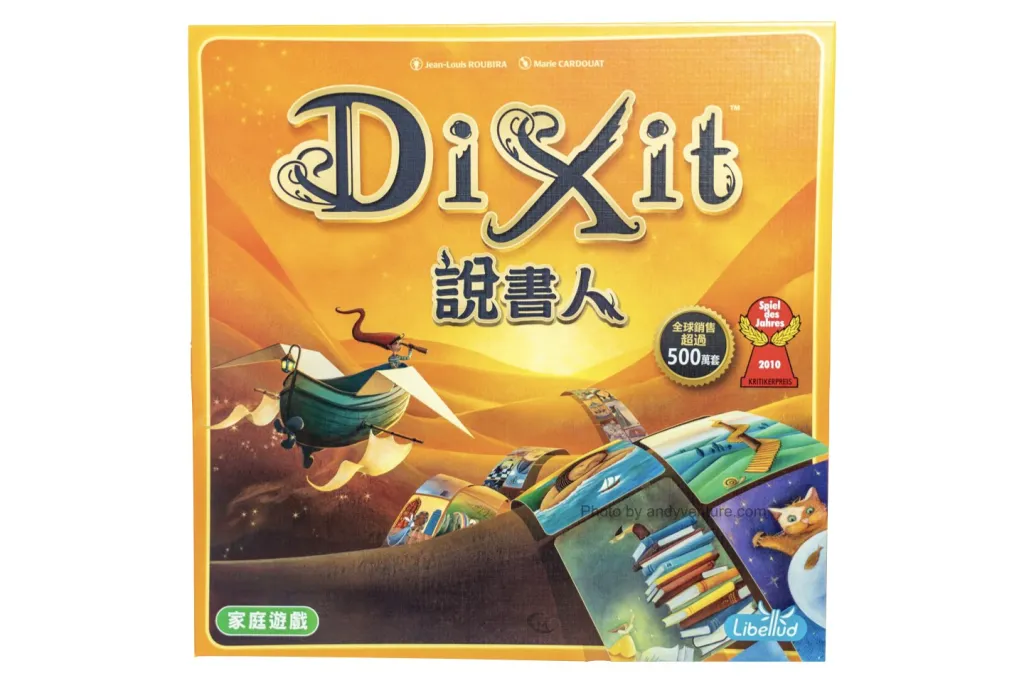 Jean-Louis ROUBIRA Marie CARDOUAT
DiXit™
說書人
全球銷售
超過
500萬套
Spiel
des
Jahres
2010
KRITIKERPREIS
Photo by andyventure.com
家庭遊戲
Libellud